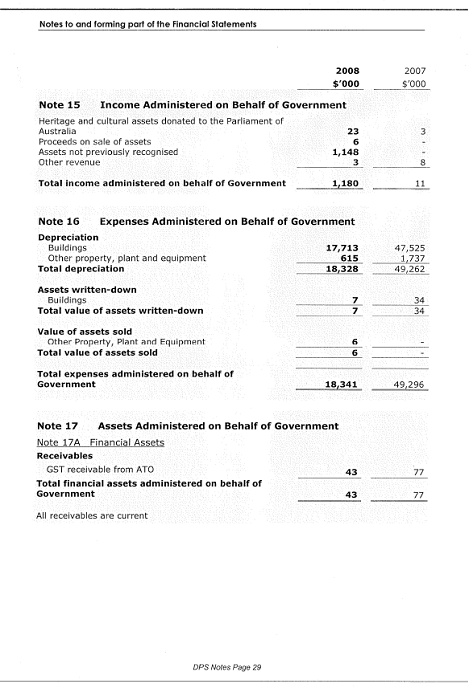 Notes to and forming part of the Financial Statements
2008 2007
$'000 $'000
Note 15 Income Administered on Behalf of Government
Heritage and cultural assets donated to the Parliament of
Australia 23 3
Proceeds on sale of assets 6 -
Assets not previously recognised 1,148 -
Other revenue 3 8
Total income administered on behalf of Government 1,180 11
Note 16 Expenses Administered on Behalf of Government
Depreciation
Buildings 17,713 47,525
Other property, plant and equipment 615 1,737
Total depreciation 18,328 49,262
Assets written-down
Buildings 7 34
Total value of assets written-down 7 34
Value of assets sold
Other Property, Plant and Equipment 6 -
Total value of assets sold 6 -
Total expenses administered on behalf of
Government 18,341 49,296
Note 17 Assets Administered on Behalf of Government
Note 17A Financial Assets
Receivables
GST receivable from ATO 43 77
Total financial assets administered on behalf of
Government 43 77
All receivables are current
DPS Notes Page 29